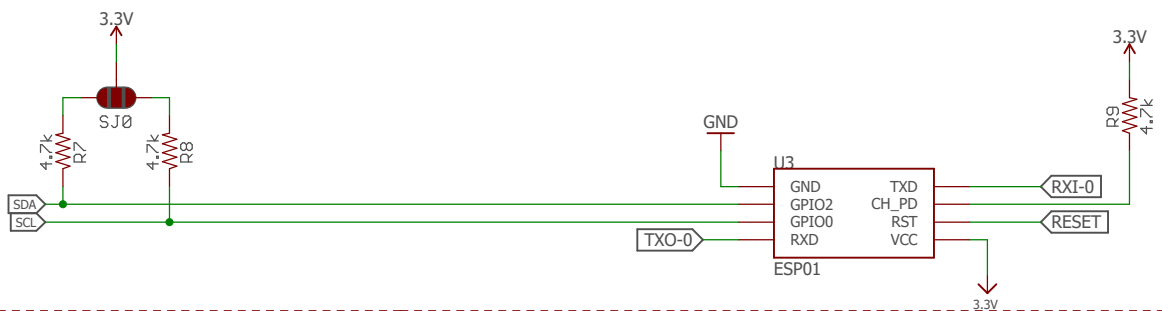 3.3V
3.3V
SJ0
4.7k
R7
4.7k
R8
R9
4.7k
GND
U3
GND
TXD
RXI-0
SDA
GPIO2
CH_PD
SCL
GPIO0
RST
RESET
TXO-0
RXD
VCC
ESP01
3.3V